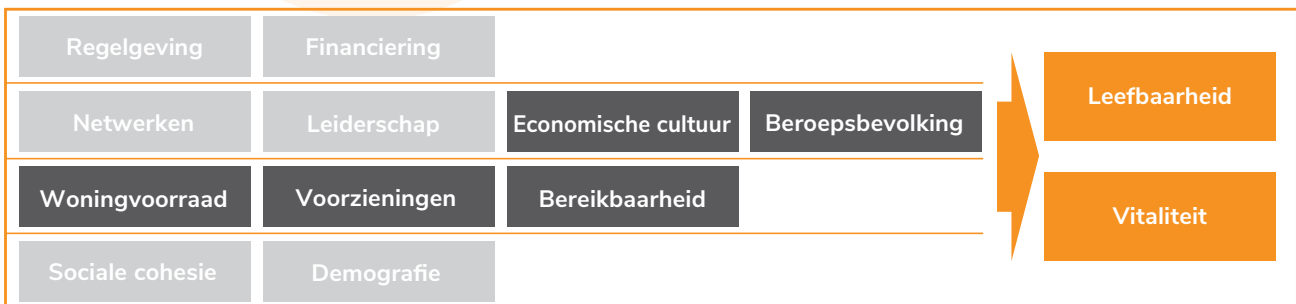 Regelgeving
Financiering
Netwerken
Leiderschap
Economische cultuur
Beroepsbevolking
Woningvoorraad
Voorzieningen
Bereikbaarheid
Sociale cohesie
Demografie
Leefbaarheid
Vitaliteit